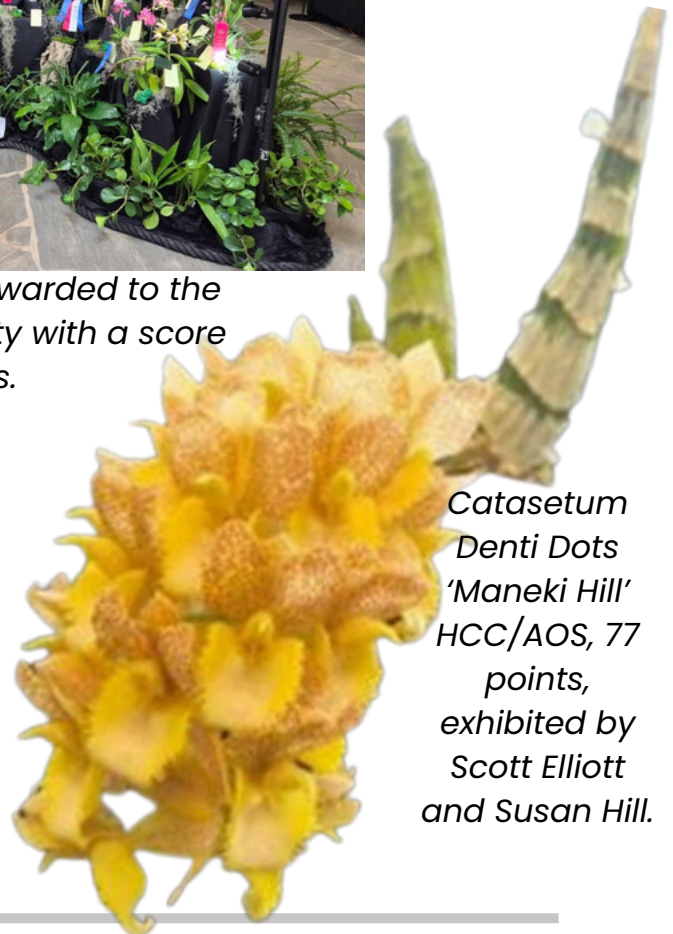 warded to the
ty with a score
s.
Catasetum
Denti Dots
‘Maneki Hill’
HCC/AOS, 77
points,
exhibited by
Scott Elliott
and Susan Hill.